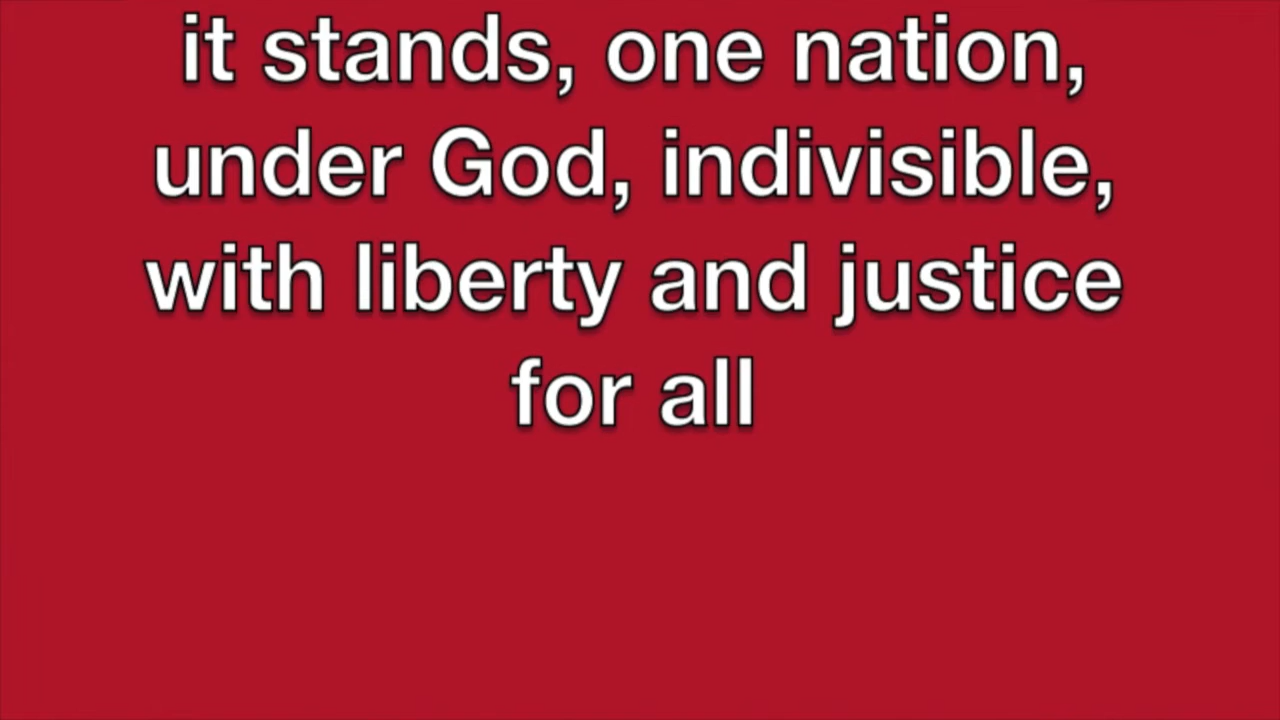 it stands, one nation,
under God, indivisible,
with liberty and justice
for all